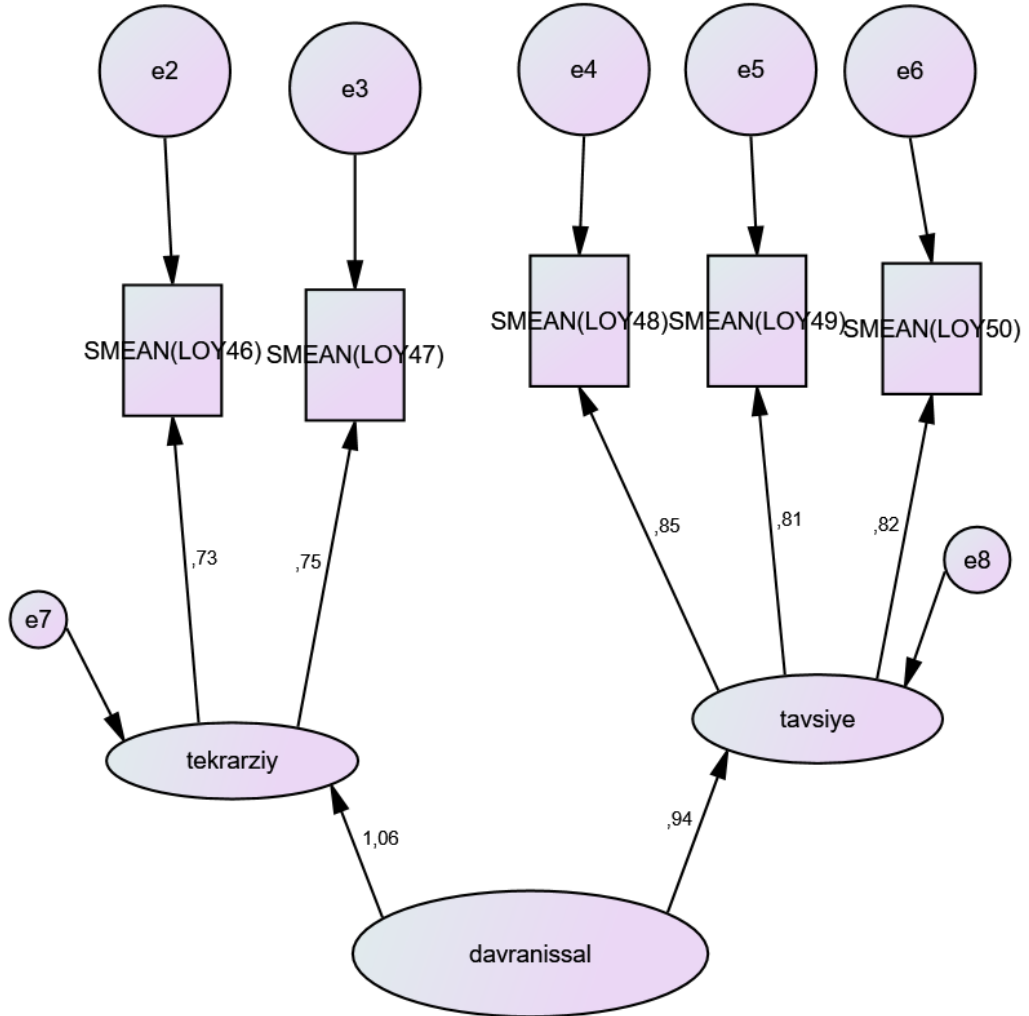 e2
e3
e4
e5
e6
SMEAN(LOY46)
SMEAN(LOY47)
SMEAN(LOY48)
SMEAN(LOY49)
SMEAN(LOY50)
,73
,75
,85
,81
,82
e7
e8
tekrarziy
tavsiye
1,06
,94
davranissal